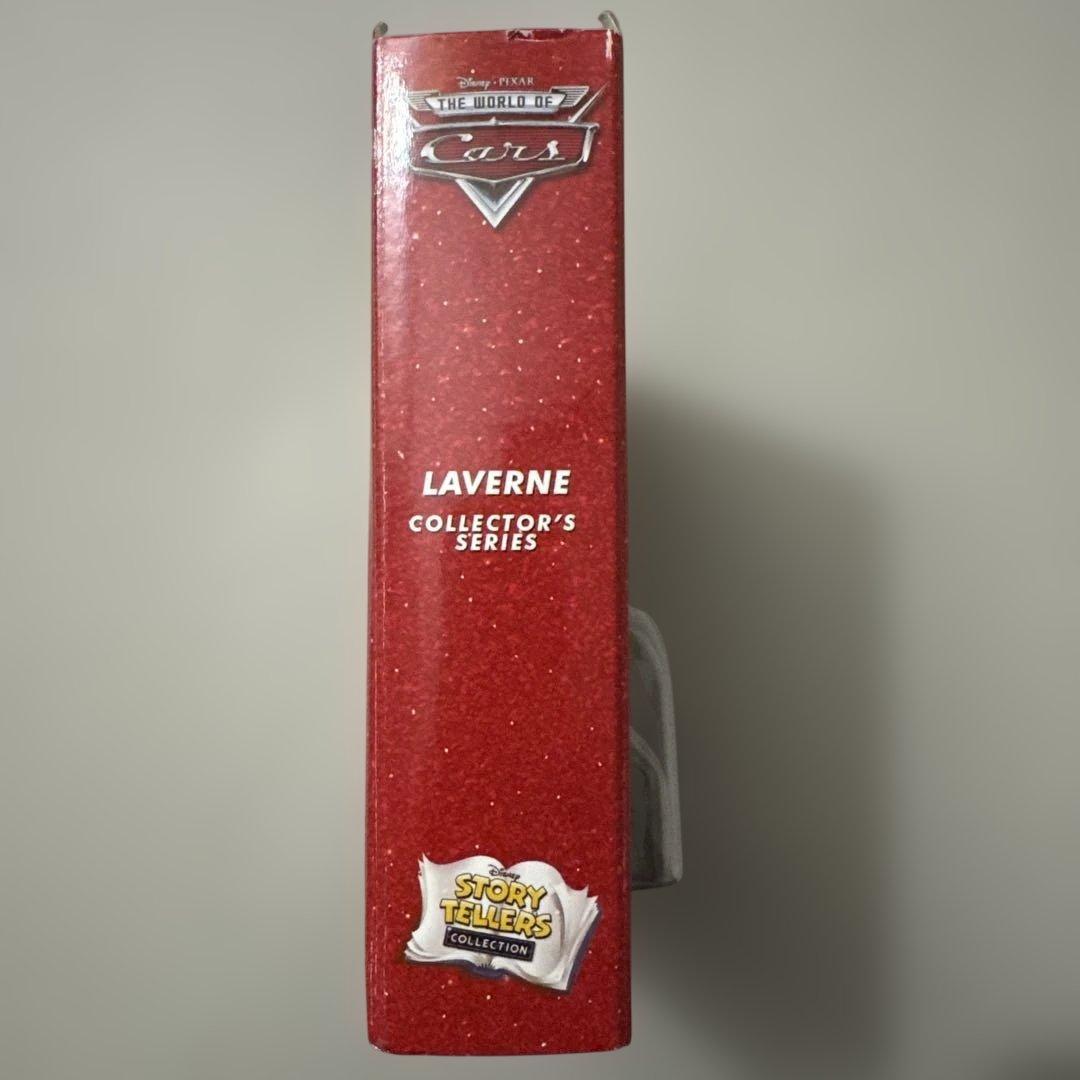 Disney · PIXAR
THE WORLD OF
Cars
LAVERNE
COLLECTOR'S
SERIES
Disney
STORY
TELLERS
COLLECTION